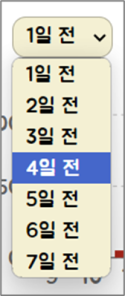 1일 전
1일 전
2일 전
3일 전
4일 전
5일 전
6일 전
7일 전